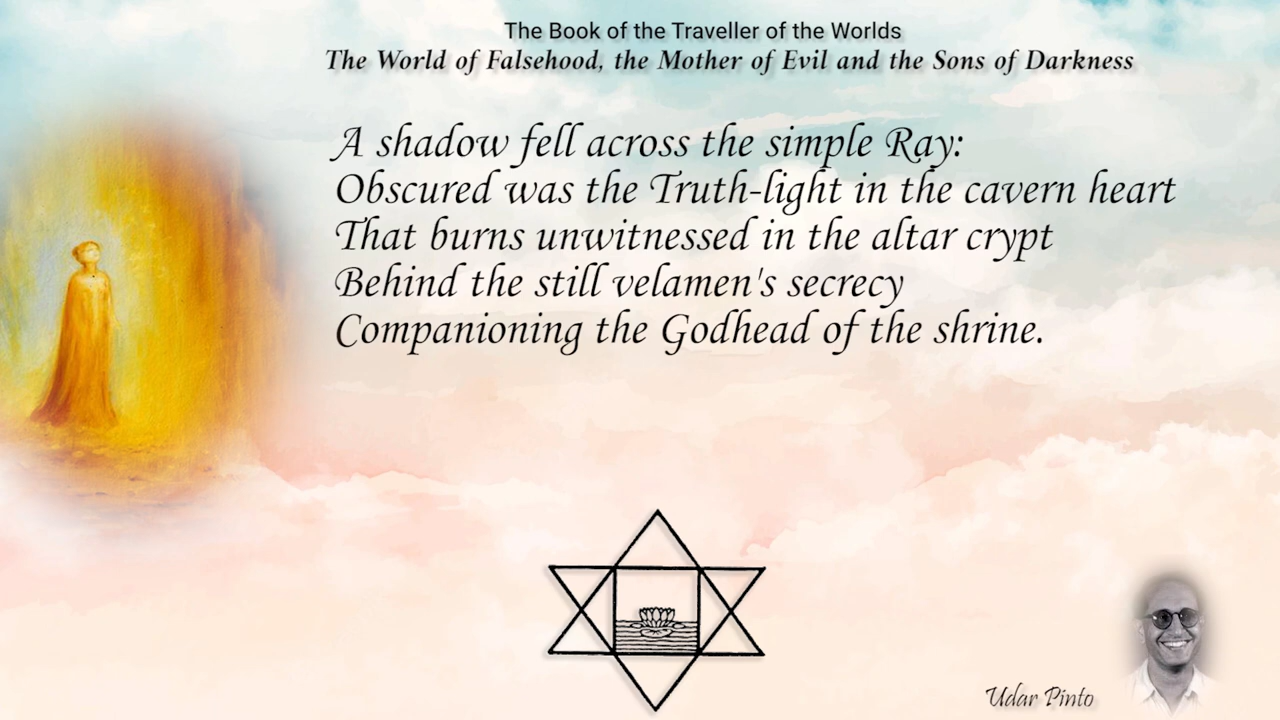 The Book of the Traveller of the Worlds
The World of Falsehood, the Mother of Evil and the Sons of Darkness
A shadow fell across the simple Ray:
Obscured was the Truth-light in the cavern heart
That burns unwitnessed in the altar crypt
Behind the still velamen's secrecy
Companioning the Godhead of the shrine.
Udar Pinto